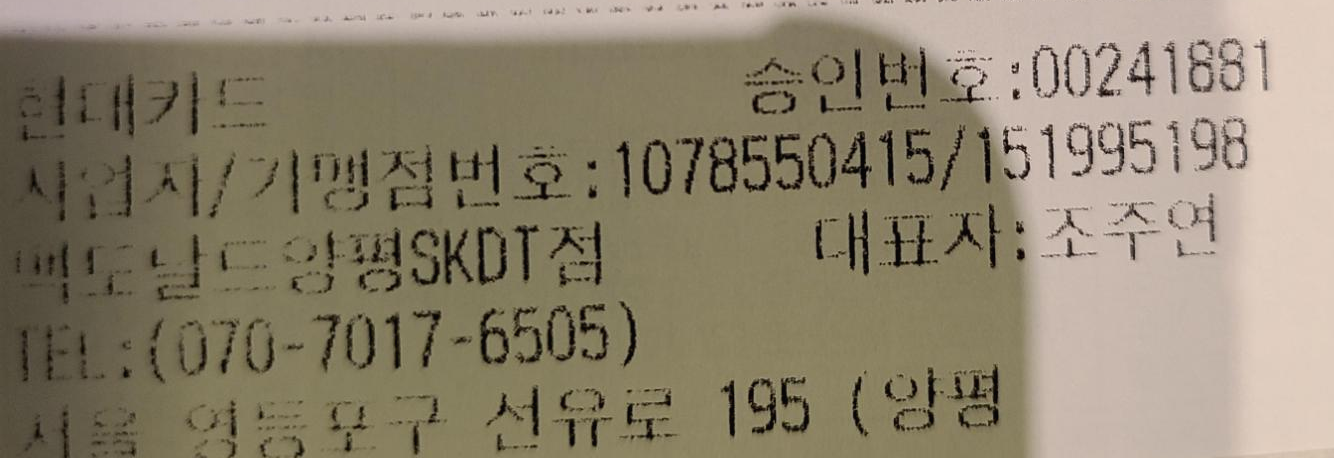 현대카드 승인번호:00241881
사업자/가맹점번호:1078550415/151995198
맥도날드양평SKDT점 대표자:조주연
TEL:(070-7017-6505)
서울 영등포구 선유로 195 (양평